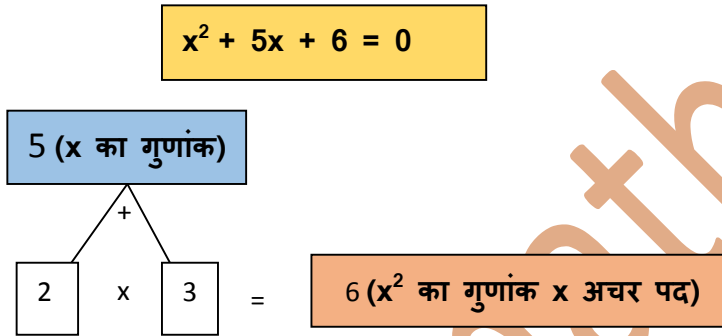 x² + 5x + 6 = 0
5 (x का गुणांक)
+
2 x 3 = 6 (x² का गुणांक x अचर पद)